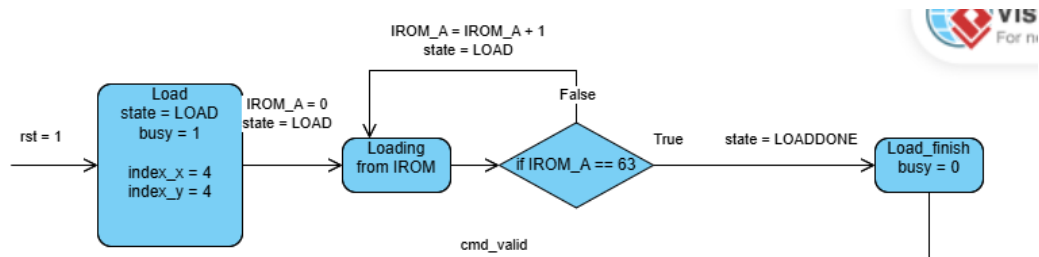 IROM_A = IROM_A + 1
state = LOAD
For
Load
state = LOAD
busy = 1
index_x = 4
index_y = 4
rst = 1
IROM_A = 0
state = LOAD
Loading
from IROM
False
if IROM_A == 63
True
state = LOADDONE
Load_finish
busy = 0
cmd_valid